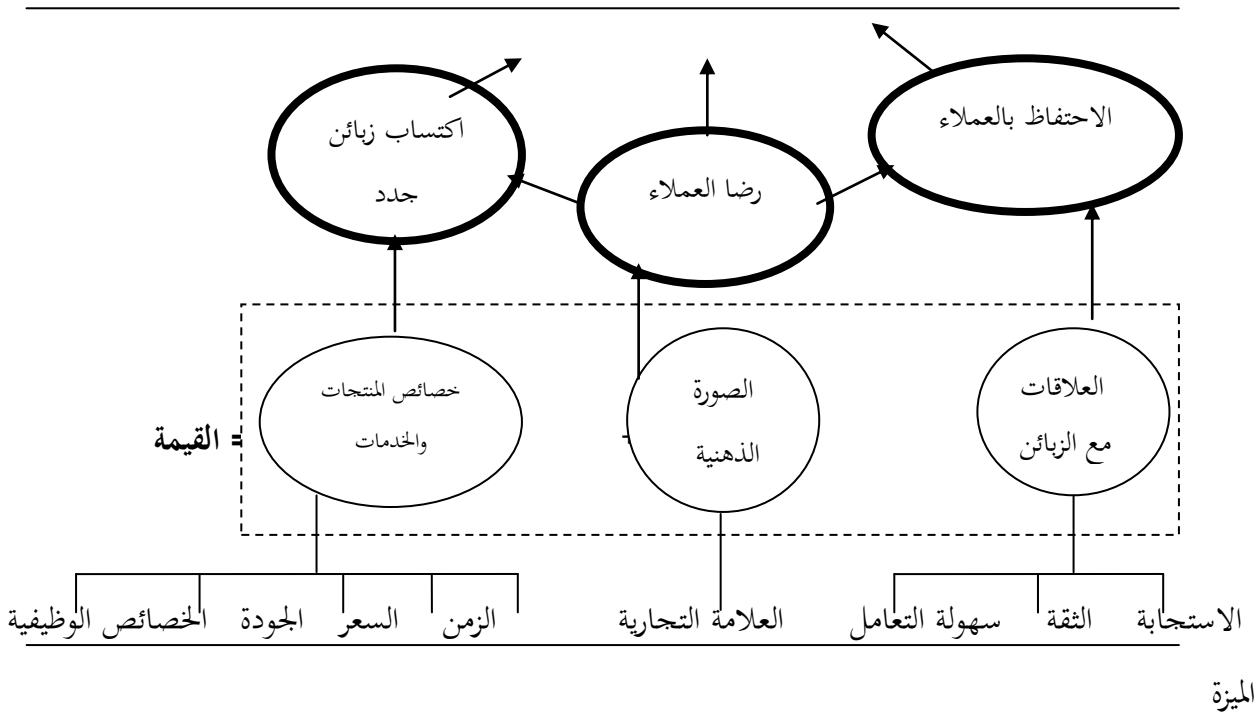 الاحتفاظ بالعملاء
اكتساب زبائن
جدد
رضا العملاء
العلاقات
مع الزبائن
الصورة
الذهنية
خصائص المنتجات
والخدمات
= القيمة
الاستجابة الثقة سهولة التعامل العلامة التجارية الزمن السعر الجودة الخصائص الوظيفية
الميزة